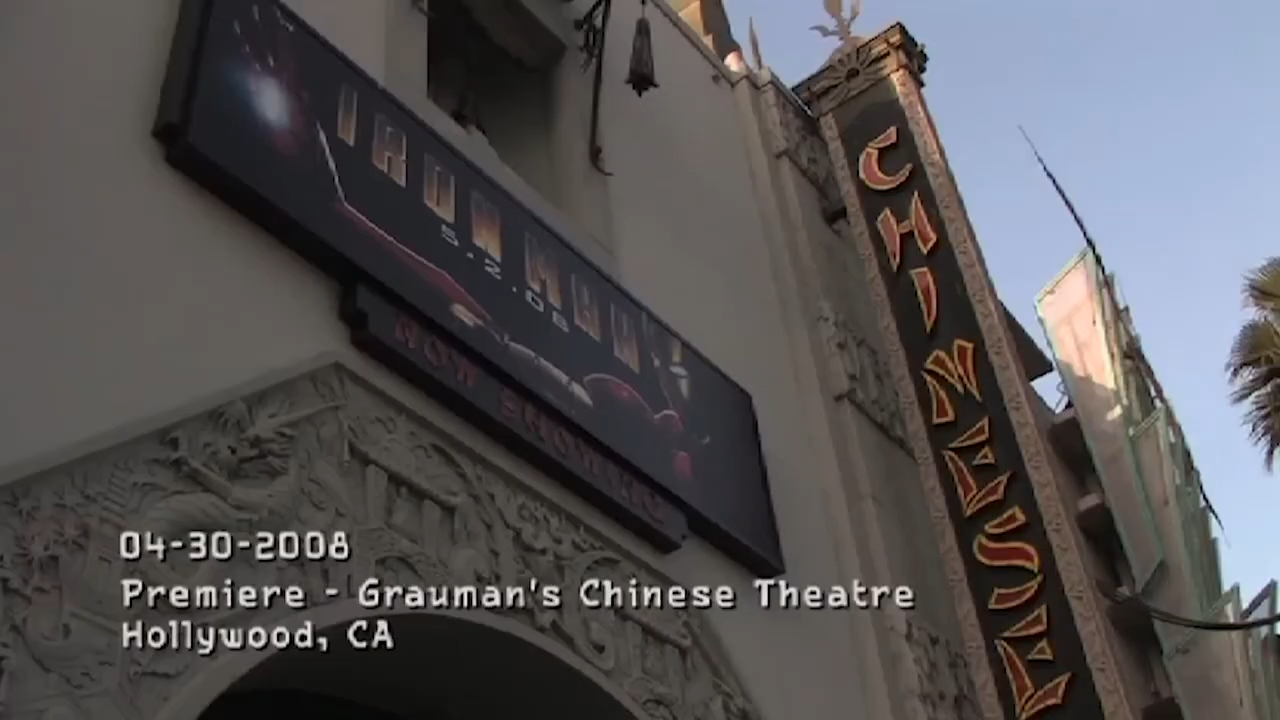 IRON MAN
5.2.08
NOW SHOWING
CHINESE
04-30-2008
Premiere - Grauman's Chinese Theatre
Hollywood, CA